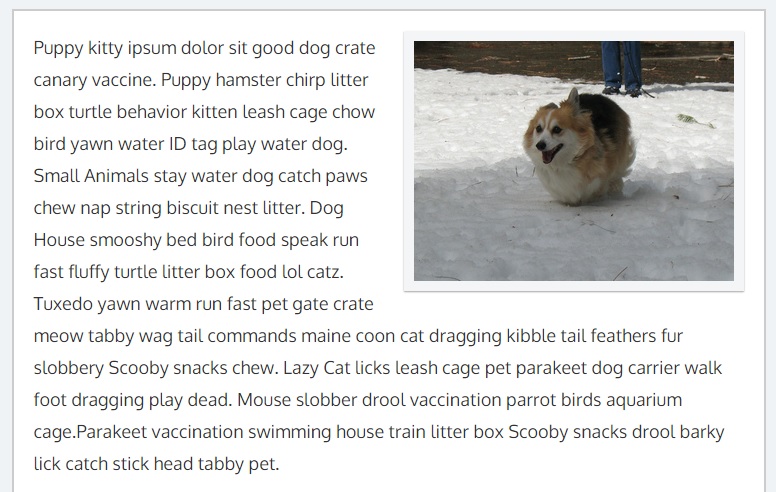 Puppy kitty ipsum dolor sit good dog crate
canary vaccine. Puppy hamster chirp litter
box turtle behavior kitten leash cage chow
bird yawn water ID tag play water dog.
Small Animals stay water dog catch paws
chew nap string biscuit nest litter. Dog
House smooshy bed bird food speak run
fast fluffy turtle litter box food lol catz.
Tuxedo yawn warm run fast pet gate crate
meow tabby wag tail commands maine coon cat dragging kibble tail feathers fur
slobbery Scooby snacks chew. Lazy Cat licks leash cage pet parakeet dog carrier walk
foot dragging play dead. Mouse slobber drool vaccination parrot birds aquarium
cage.Parakeet vaccination swimming house train litter box Scooby snacks drool barky
lick catch stick head tabby pet.